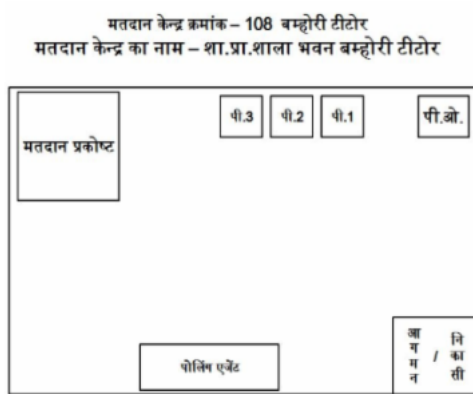 मतदान केन्द्र क्रमांक – 108 बम्होरी टीटोर
मतदान केन्द्र का नाम – शा.प्रा.शाला भवन बम्होरी टीटोर
मतदान प्रकोष्ट
पी.3
पी.2
पी.1
पी.ओ.
पोलिंग एजेंट
आगमन / निकासी